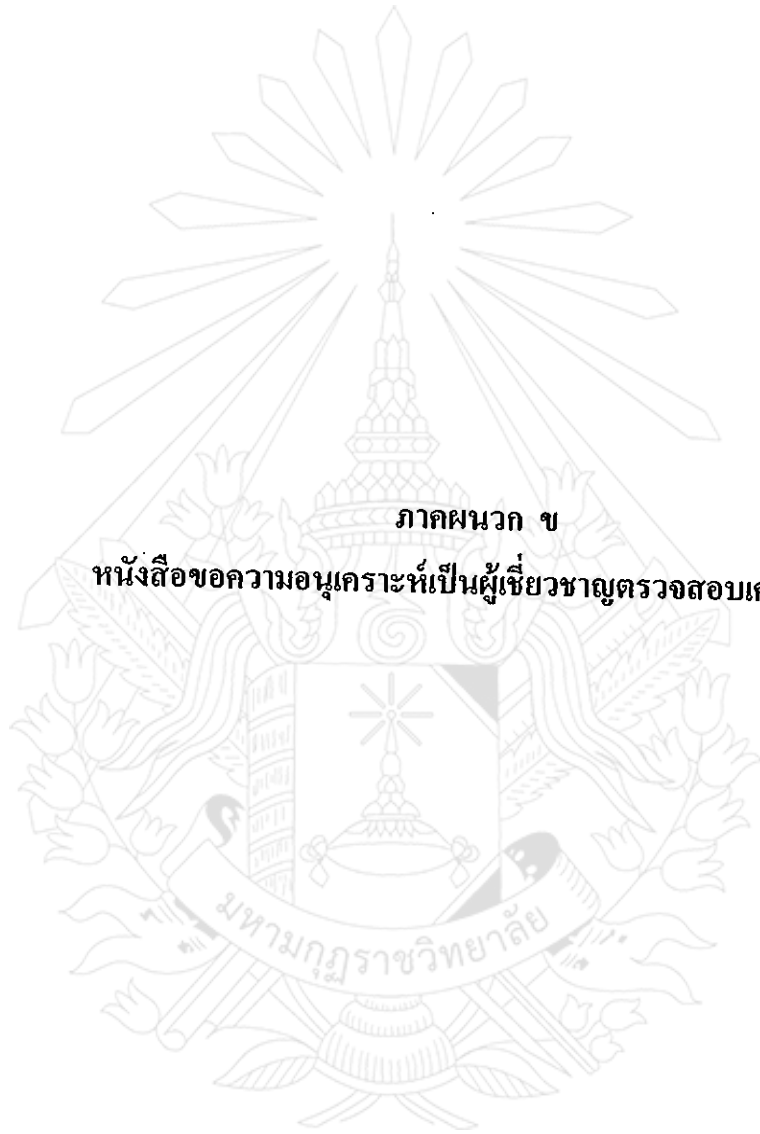 ภาคผนวก ข
หนังสือขอความอนุเคราะห์เป็นผู้เชี่ยวชาญตรวจสอบ
มหามกุฏราชวิทยาลัย